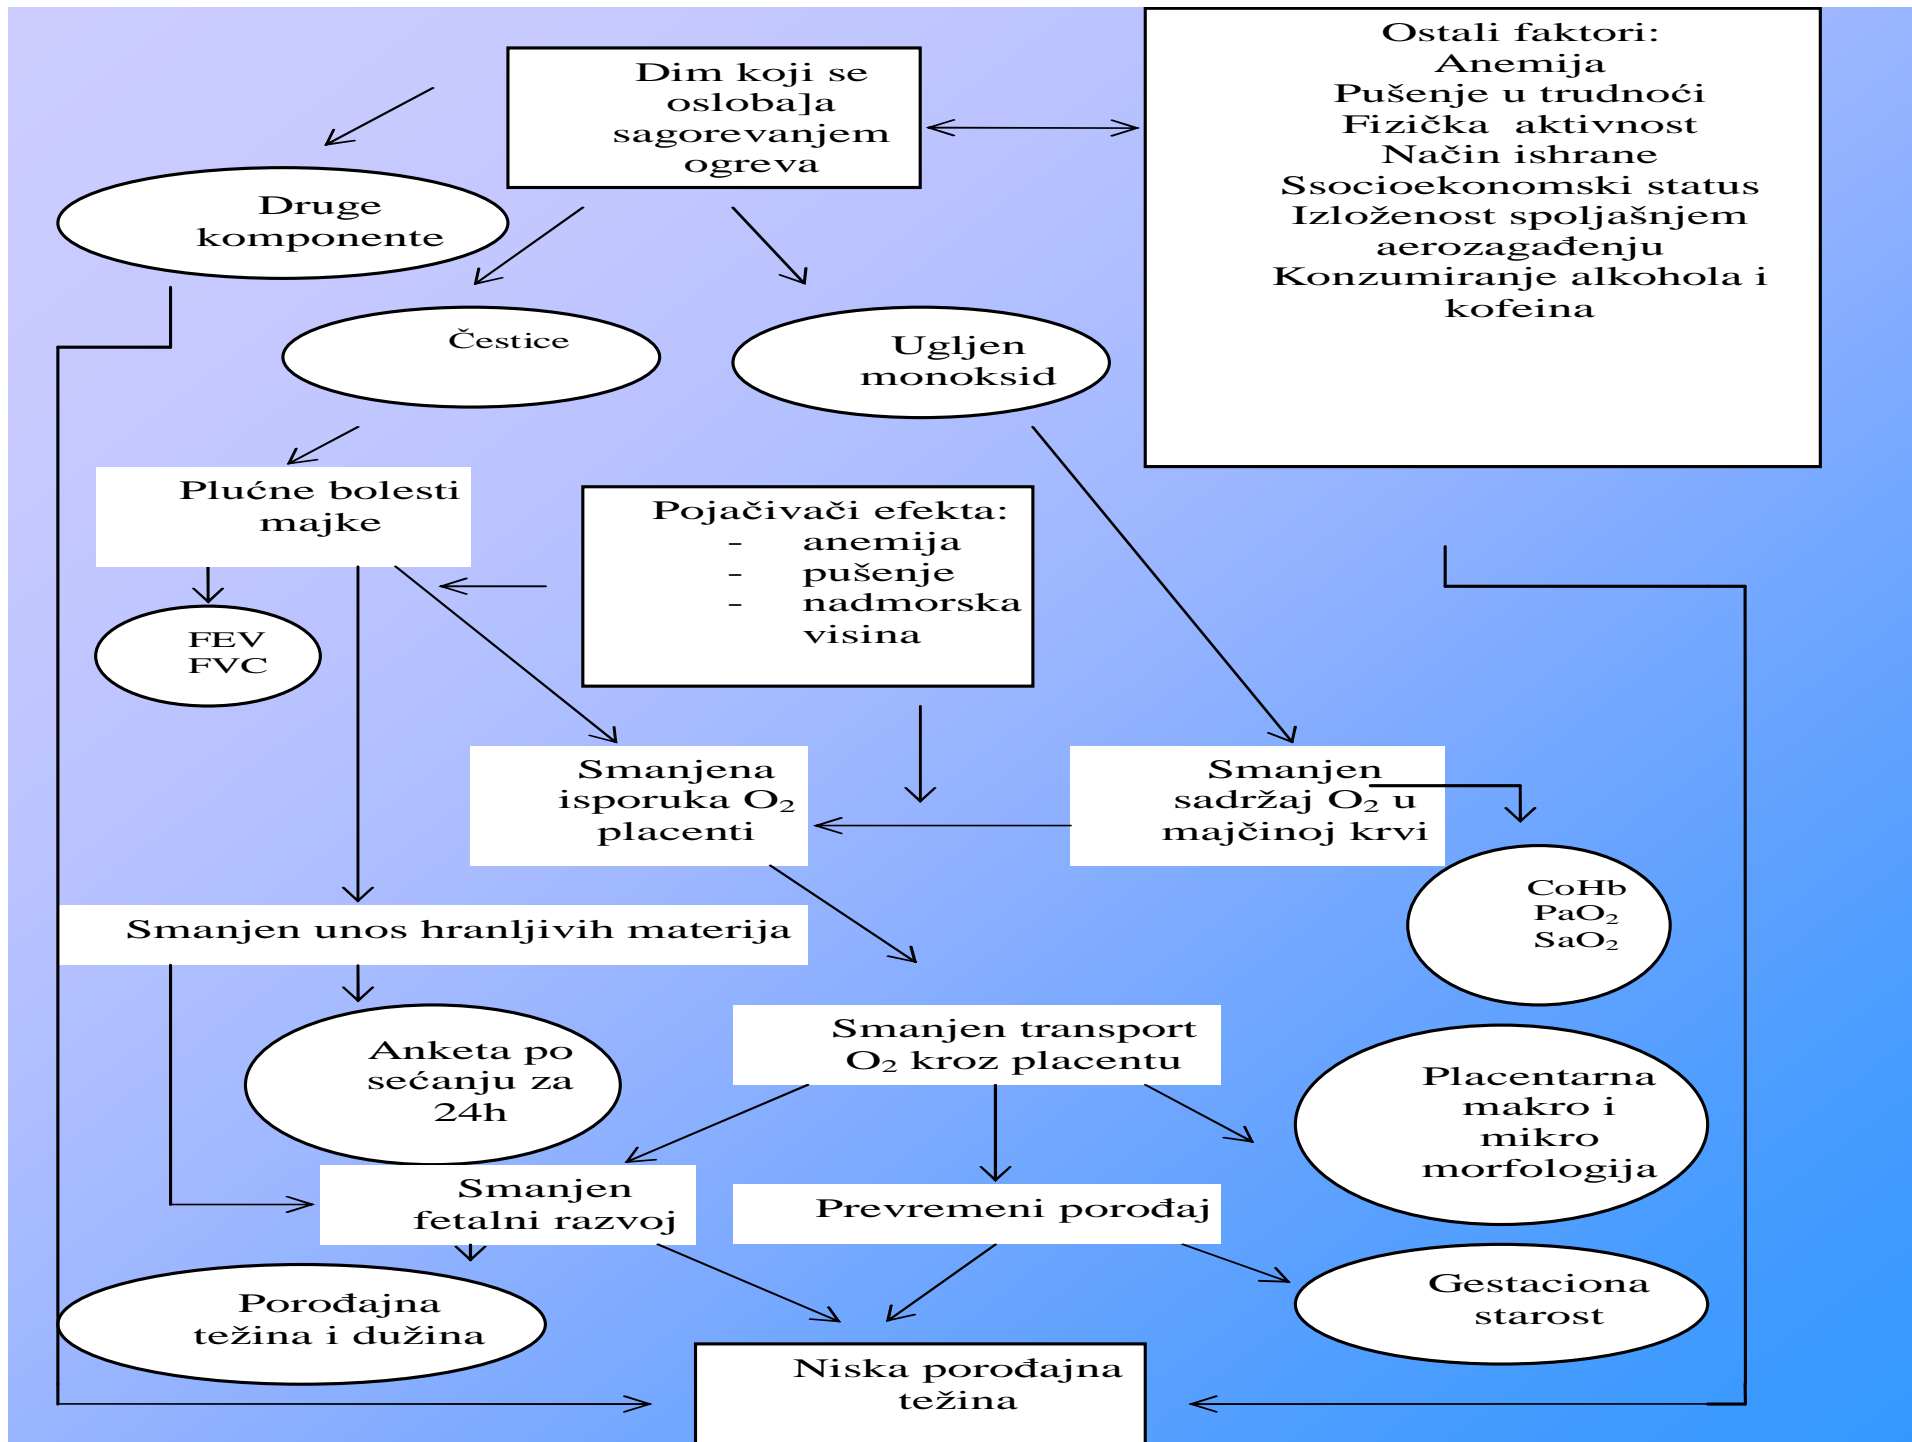 Dim koji se
osloba]a
sagorevanjem
ogreva
Ostali faktori:
Anemija
Pušenje u trudnoći
Fizička  aktivnost
Način ishrane
Ssocioekonomski status
Izloženost spoljašnjem
aerozagađenju
Konzumiranje alkohola i
kofeina
Druge
komponente
Čestice
Ugljen
monoksid
Plućne bolesti
majke
Pojačivači efekta:
- anemija
- pušenje
- nadmorska
visina
FEV
FVC
Smanjena
isporuka O₂
placenti
Smanjen
sadržaj O₂ u
majčinoj krvi
CoHb
PaO₂
SaO₂
Smanjen unos hranljivih materija
Anketa po
sećanju za
24h
Smanjen transport
O₂ kroz placentu
Placentarna
makro i
mikro
morfologija
Smanjen
fetalni razvoj
Prevremeni porođaj
Porođajna
težina i dužina
Gestaciona
starost
Niska porođajna
težina